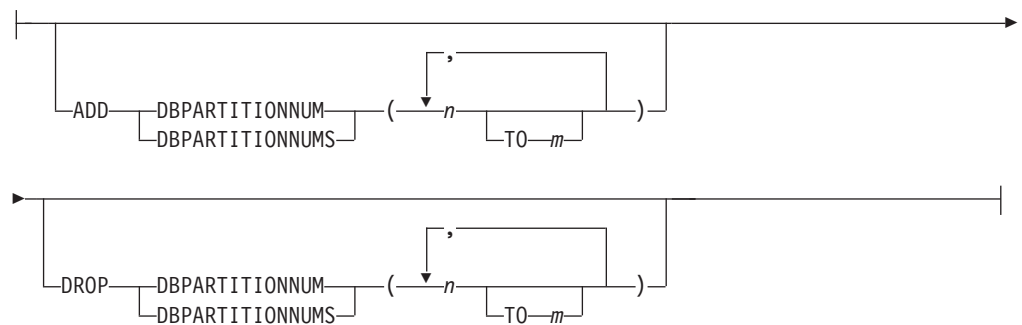 ,
ADD DBPARTITIONNUM ( n )
DBPARTITIONNUMS TO m
,
DROP DBPARTITIONNUM ( n )
DBPARTITIONNUMS TO m